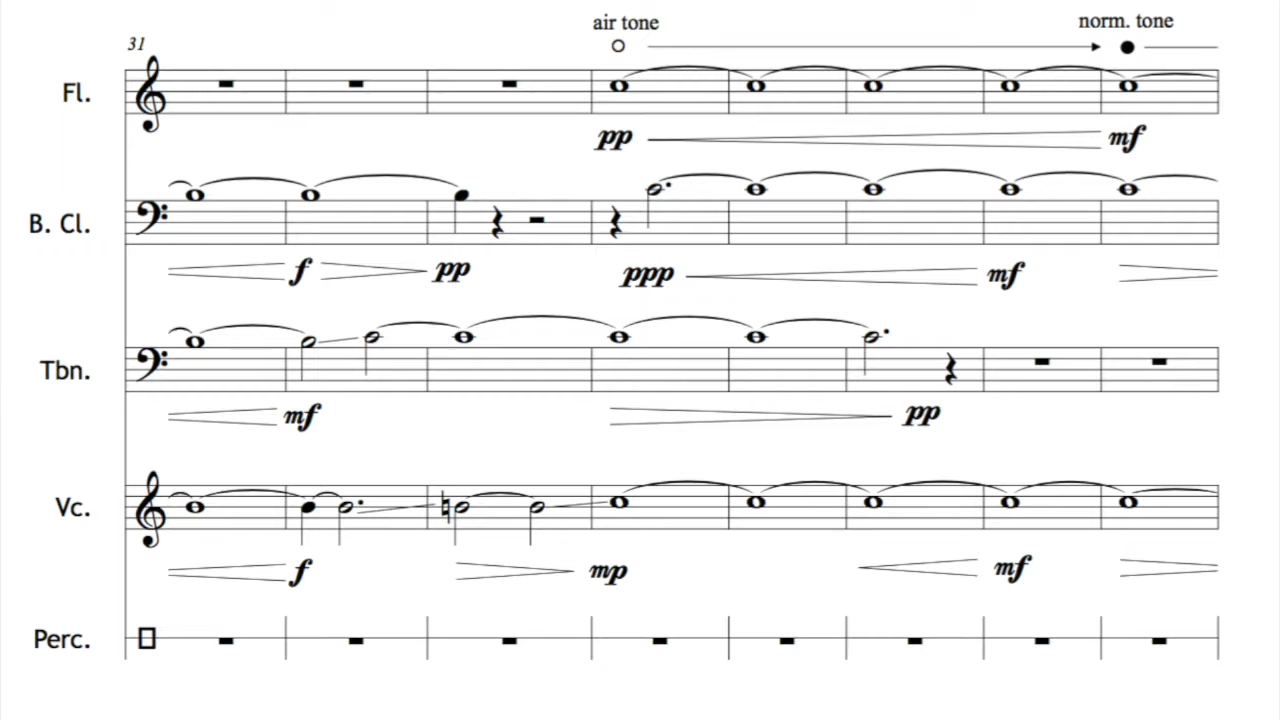 air tone norm. tone
31
Fl.
pp mf
B. Cl.
f pp ppp mf
Tbn.
mf pp
Vc.
f mp mf
Perc.